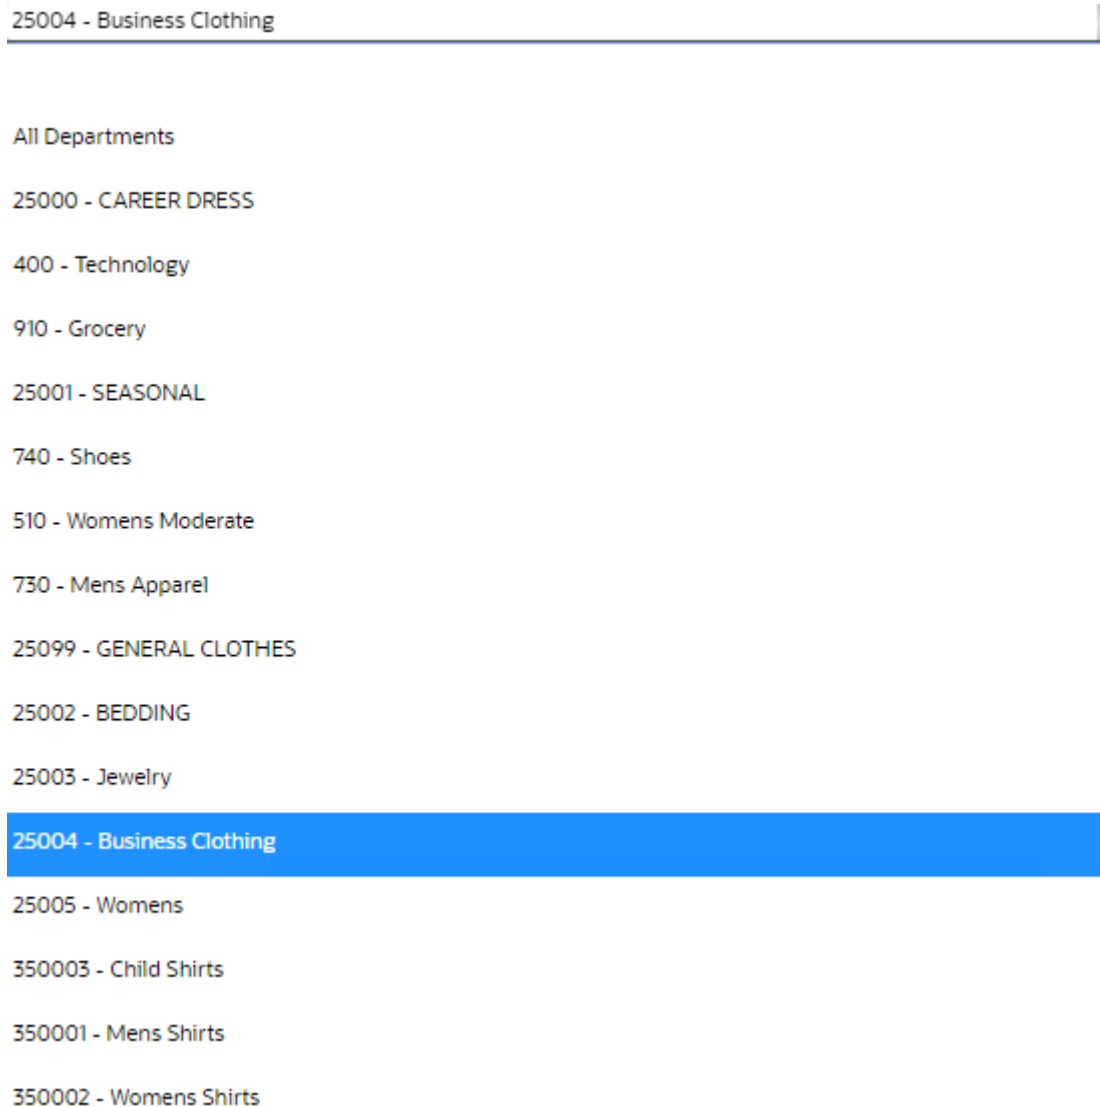 25004 - Business Clothing
All Departments
25000 - CAREER DRESS
400 - Technology
910 - Grocery
25001 - SEASONAL
740 - Shoes
510 - Womens Moderate
730 - Mens Apparel
25099 - GENERAL CLOTHES
25002 - BEDDING
25003 - Jewelry
25004 - Business Clothing
25005 - Womens
350003 - Child Shirts
350001 - Mens Shirts
350002 - Womens Shirts